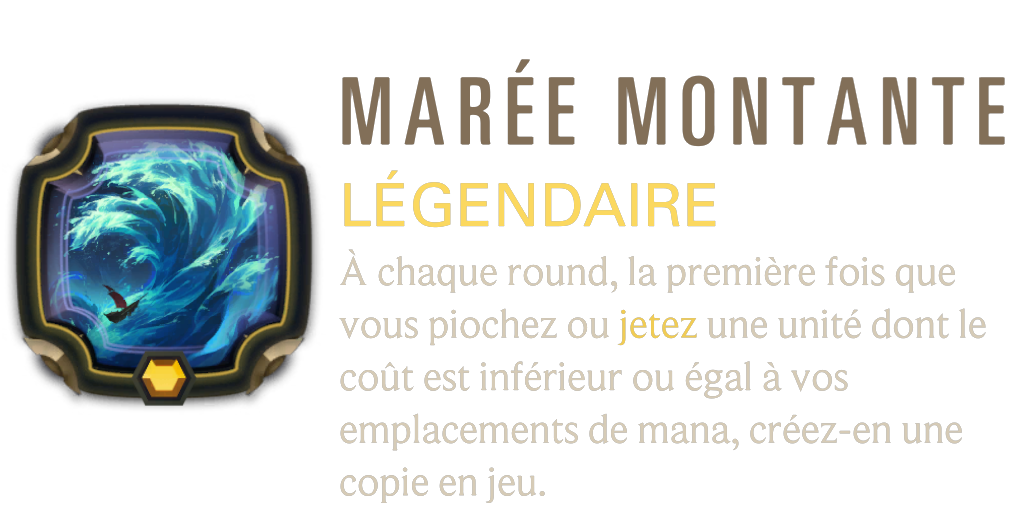 MARÉE MONTANTE
LÉGENDAIRE
À chaque round, la première fois que
vous piochez ou jetez une unité dont le
coût est inférieur ou égal à vos
emplacements de mana, créez-en une
copie en jeu.